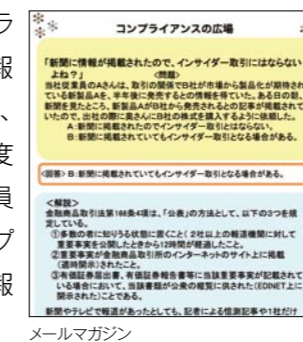 ラ
報
、
度
員
プ
報
コンプライアンスの広場
「新聞に情報が掲載されたので、インサイダー取引にはならない
よね？」
<問題>
当社従業員のAさんは、取引の関係でB社が市場から製品化が期待され
ている新製品Aを、半年後に発売するとの情報を得ていた。ある日の朝、
新聞を見たところ、新製品AがB社から発売されるとの記事が掲載されて
いたので、出社の際に奥さんにB社の株式を購入するように依頼した。
A:新聞に掲載されたのでインサイダー取引とはならない。
B:新聞に掲載されていてもインサイダー取引となる場合がある。
<回答> B:新聞に掲載されていてもインサイダー取引となる場合がある。
<解説>
金融商品取引法第166条4項は、「公表」の方法として、以下の3つを規
定している。
①多数の者に知りうる状態に置くこと(2社以上の報道機関に対して
重要事実を公開したときから12時間が経過したこと。
②重要事実が金融商品取引所のインターネットのサイト上に掲載
(適時開示)されたこと。
③有価証券届出書、有価証券報告書等に当該重要事実が記載されて
いる場合において、当該書類が公衆の縦覧に供された(EDNET上に
開示された)ことである。
新聞やテレビで報道があったとしても、記者による憶測記事や1社だけ
メールマガジン